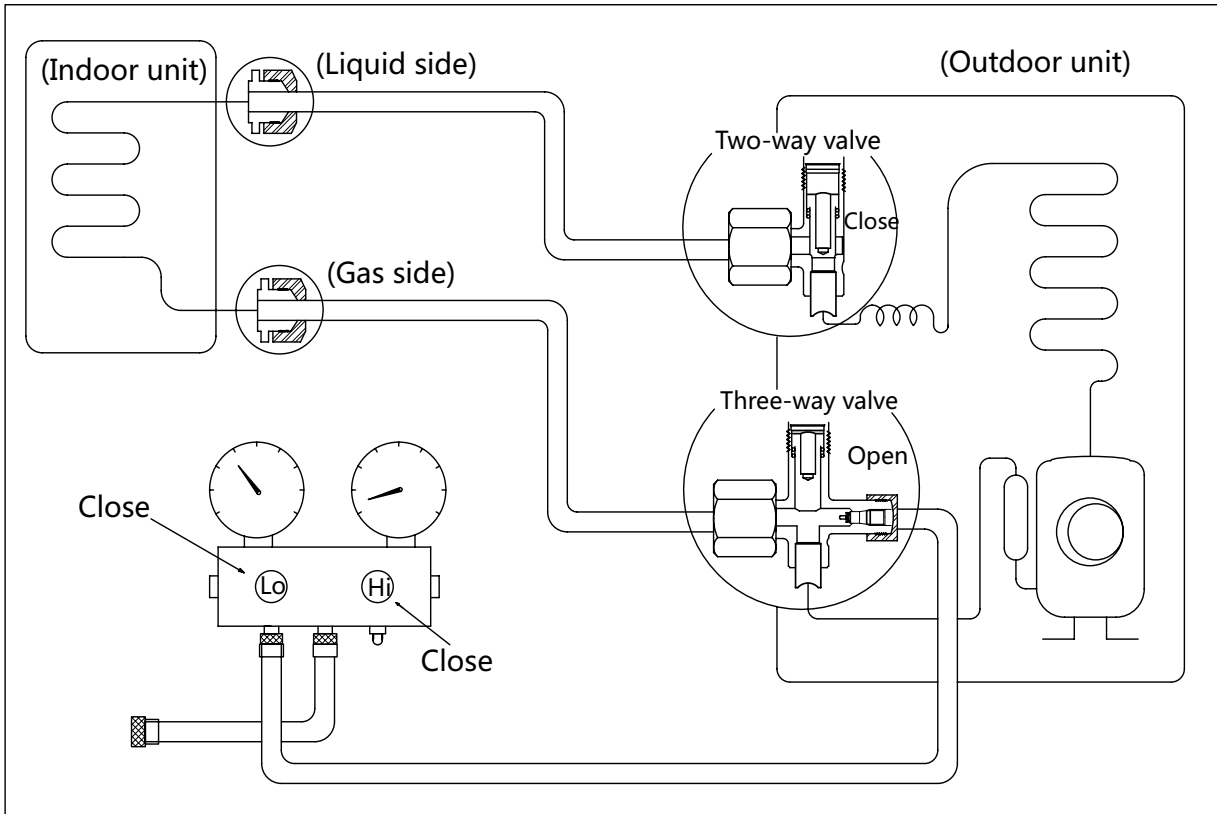 (Indoor unit)
(Liquid side)
(Outdoor unit)
Two-way valve
Close
(Gas side)
Three-way valve
Open
Close
Lo
Hi
Close